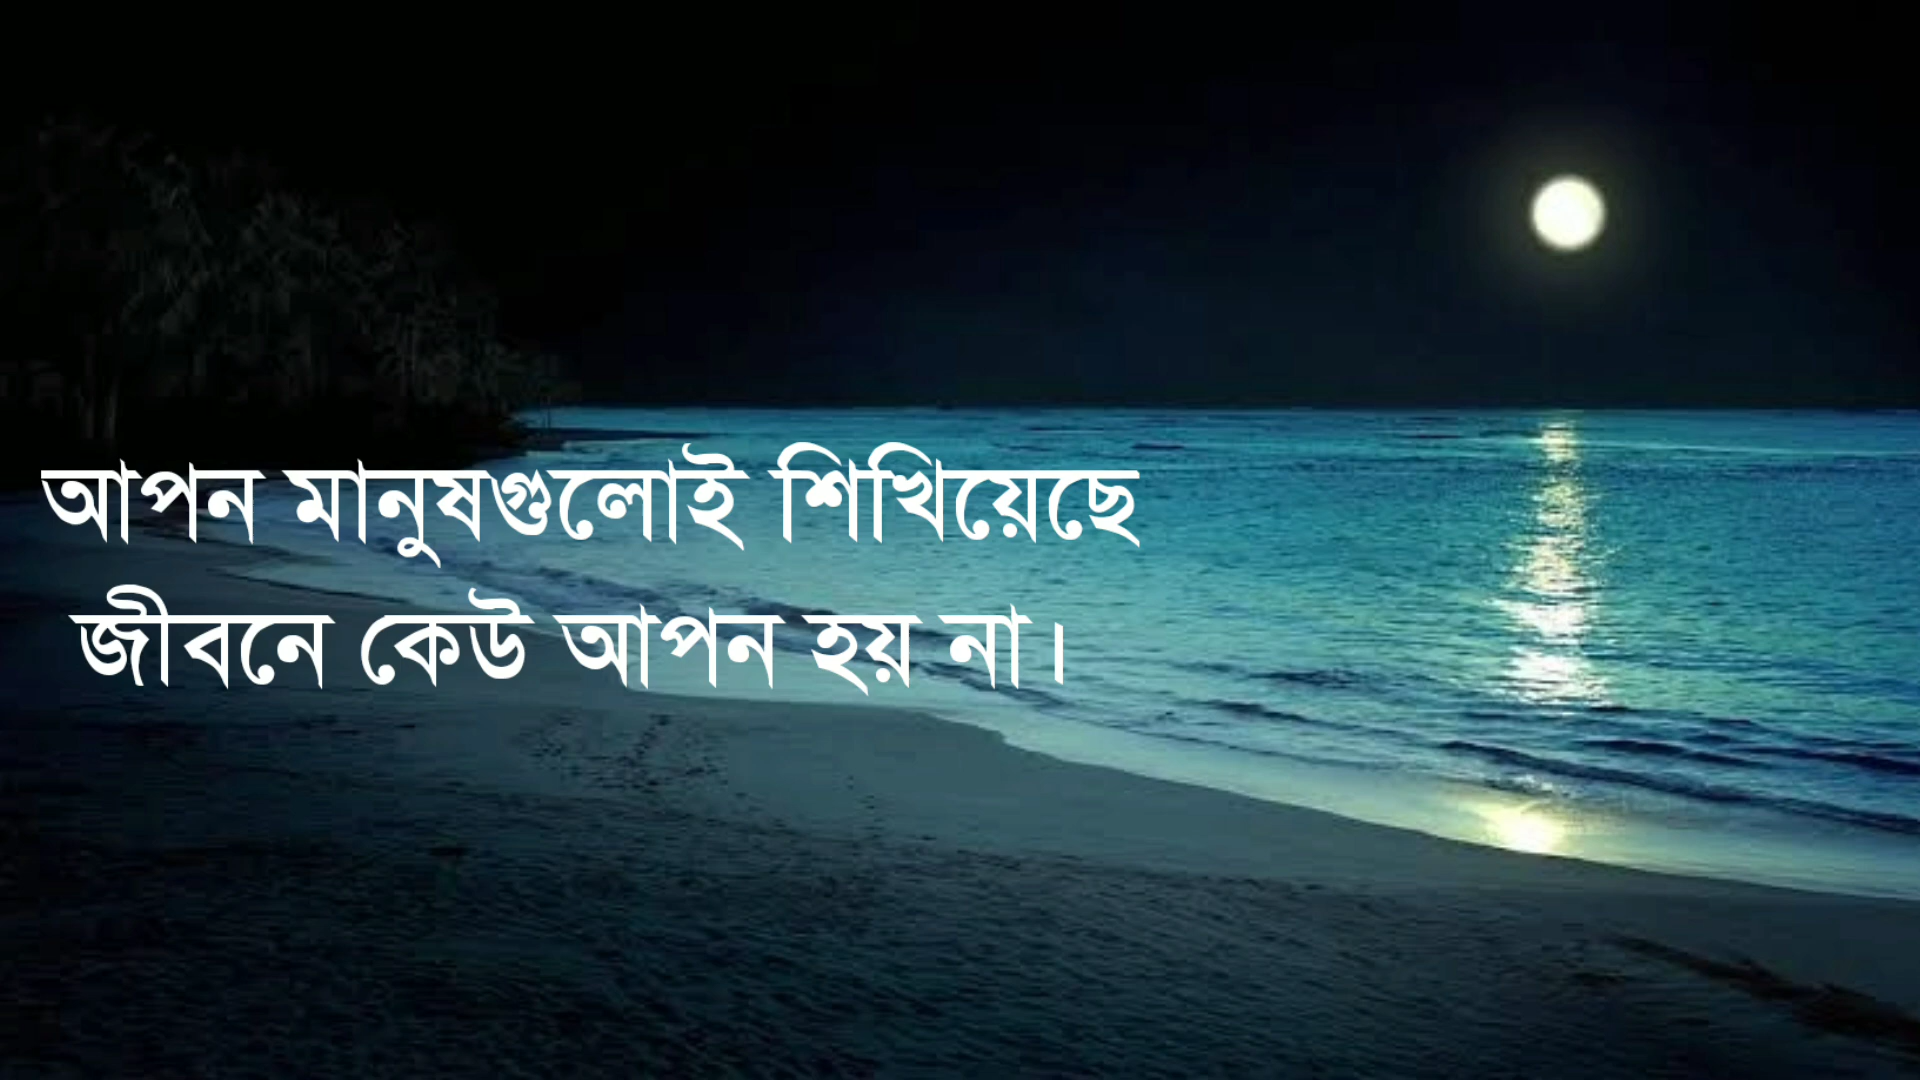 আপন মানুষগুলোই শিখিয়েছে
জীবনে কেউ আপন হয় না।